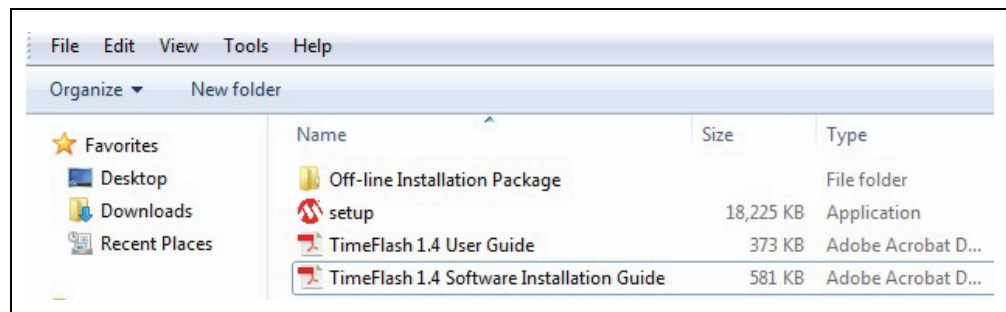 File Edit View Tools Help
Organize New folder
Favorites
Desktop
Downloads
Recent Places
Name Size Type
Off-line Installation Package File folder
setup 18,225 KB Application
TimeFlash 1.4 User Guide 373 KB Adobe Acrobat D...
TimeFlash 1.4 Software Installation Guide 581 KB Adobe Acrobat D...